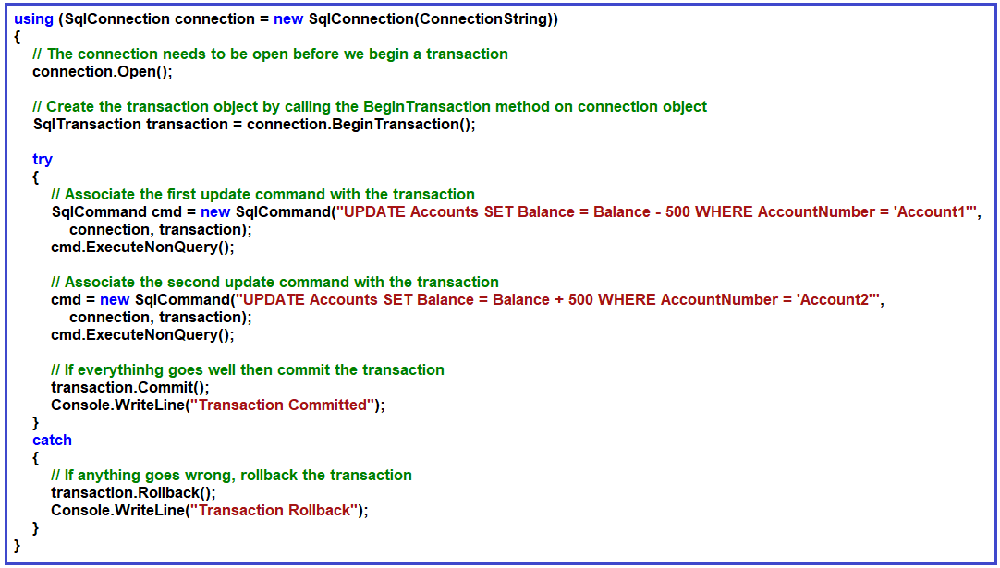 using (SqlConnection connection = new SqlConnection(ConnectionString))
{
// The connection needs to be open before we begin a transaction
connection.Open();
// Create the transaction object by calling the BeginTransaction method on connection object
SqlTransaction transaction = connection.BeginTransaction();
try
{
// Associate the first update command with the transaction
SqlCommand cmd = new SqlCommand("UPDATE Accounts SET Balance = Balance - 500 WHERE AccountNumber = 'Account1'",
connection, transaction);
cmd.ExecuteNonQuery();
// Associate the second update command with the transaction
cmd = new SqlCommand("UPDATE Accounts SET Balance = Balance + 500 WHERE AccountNumber = 'Account2'",
connection, transaction);
cmd.ExecuteNonQuery();
// If everythinhg goes well then commit the transaction
transaction.Commit();
Console.WriteLine("Transaction Committed");
}
catch
{
// If anything goes wrong, rollback the transaction
transaction.Rollback();
Console.WriteLine("Transaction Rollback");
}
}